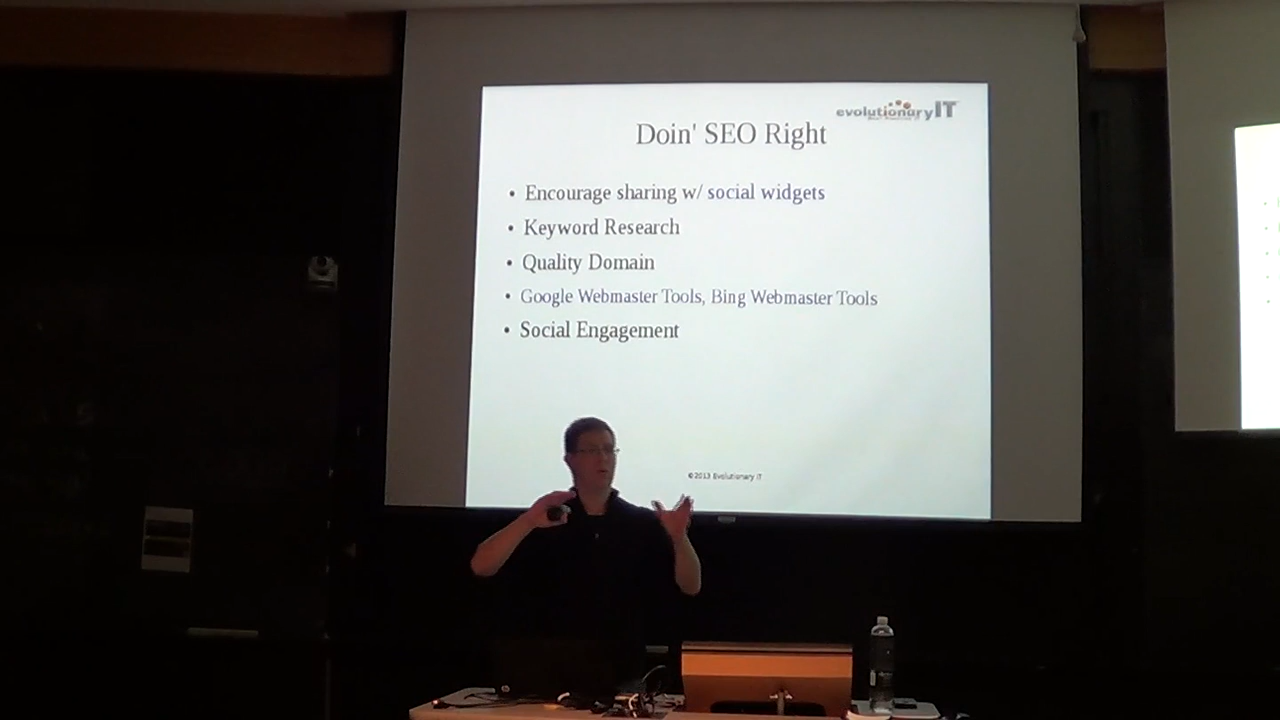 evolutionaryIT
Doin' SEO Right
• Encourage sharing w/ social widgets
• Keyword Research
• Quality Domain
• Google Webmaster Tools, Bing Webmaster Tools
• Social Engagement
©2013 Evolutionary IT